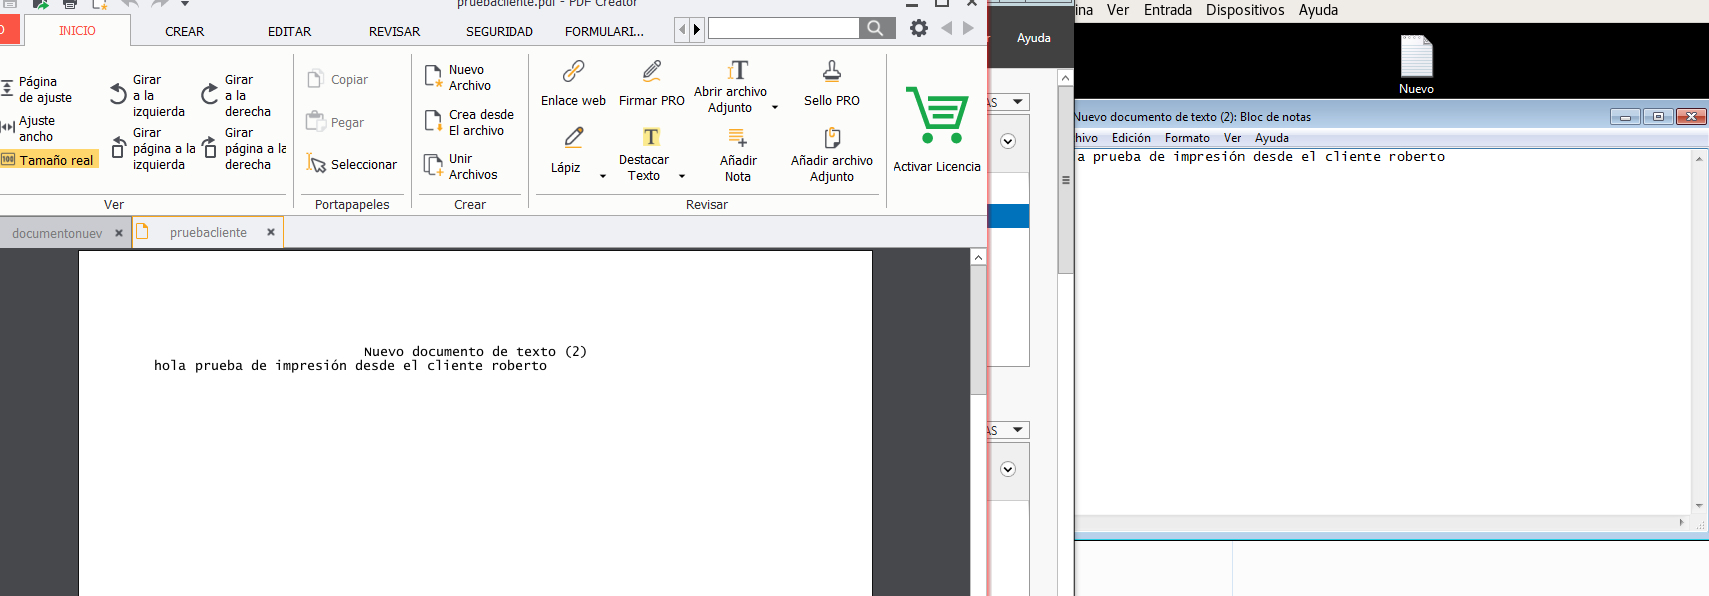 pruebacliente.pdf - PDF Creator
INICIO
CREAR
EDITAR
REVISAR
SEGURIDAD
FORMULARI...
Página
de ajuste
Ajuste
ancho
100 Tamaño real
Girar
a la
izquierda
Girar
página a la
izquierda
Girar
a la
derecha
Girar
página a la
derecha
Ver
Copiar
Pegar
Seleccionar
Portapapeles
Nuevo
Archivo
Crea desde
El archivo
Unir
Archivos
Crear
Enlace web
Firmar PRO
Abrir archivo
Adjunto
Sello PRO
Lápiz
Destacar
Texto
Añadir
Nota
Añadir archivo
Adjunto
Revisar
Activar Licencia
documentonuev
pruebacliente
Nuevo documento de texto (2)
hola prueba de impresión desde el cliente roberto
Ayuda
AS
AS
ina Ver Entrada Dispositivos Ayuda
Nuevo
Nuevo documento de texto (2): Bloc de notas
hivo Edición Formato Ver Ayuda
a prueba de impresión desde el cliente roberto